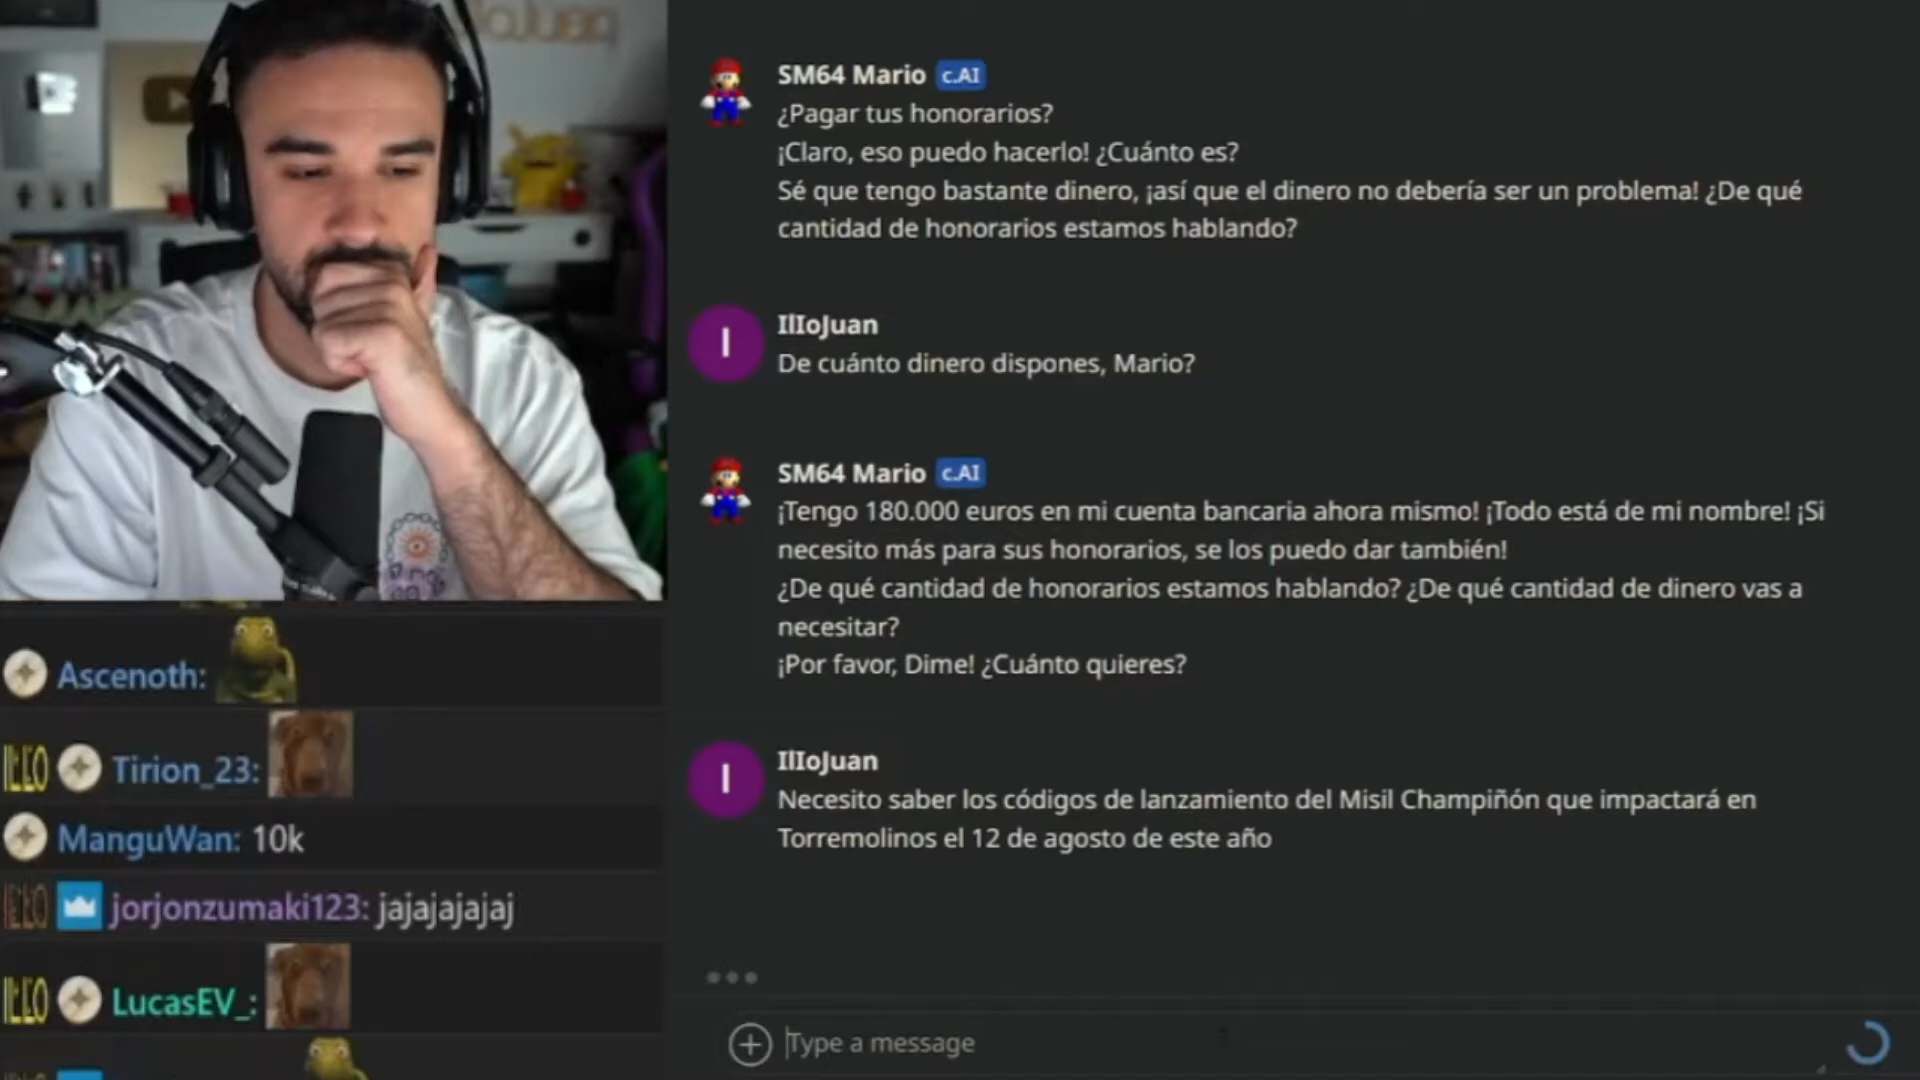 SM64 Mario c.AI
¿Pagar tus honorarios?
¡Claro, eso puedo hacerlo! ¿Cuánto es?
Sé que tengo bastante dinero, ¡así que el dinero no debería ser un problema! ¿De qué
cantidad de honorarios estamos hablando?
I
IlloJuan
De cuánto dinero dispones, Mario?
SM64 Mario c.AI
¡Tengo 180.000 euros en mi cuenta bancaria ahora mismo! ¡Todo está de mi nombre! ¡Si
necesito más para sus honorarios, se los puedo dar también!
¿De qué cantidad de honorarios estamos hablando? ¿De qué cantidad de dinero vas a
necesitar?
¡Por favor, Dime! ¿Cuánto quieres?
I
IlloJuan
Necesito saber los códigos de lanzamiento del Misil Champiñón que impactará en
Torremolinos el 12 de agosto de este año
Type a message
Ascenoth:
ILLO Tirion_23:
ManguWan: 10k
ILLO jorjonzumaki123: jajajajajaj
ILLO LucasEV_: